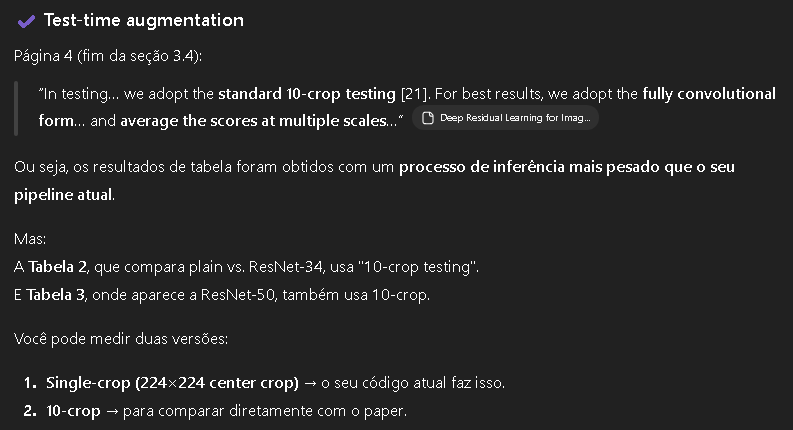 ✔ Test-time augmentation
Página 4 (fim da seção 3.4):
“In testing… we adopt the standard 10-crop testing [21]. For best results, we adopt the fully convolutional
form… and average the scores at multiple scales…” Deep Residual Learning for Imag...
Ou seja, os resultados de tabela foram obtidos com um processo de inferência mais pesado que o seu
pipeline atual.
Mas:
A Tabela 2, que compara plain vs. ResNet-34, usa "10-crop testing".
E Tabela 3, onde aparece a ResNet-50, também usa 10-crop.
Você pode medir duas versões:
1. Single-crop (224×224 center crop) → o seu código atual faz isso.
2. 10-crop → para comparar diretamente com o paper.